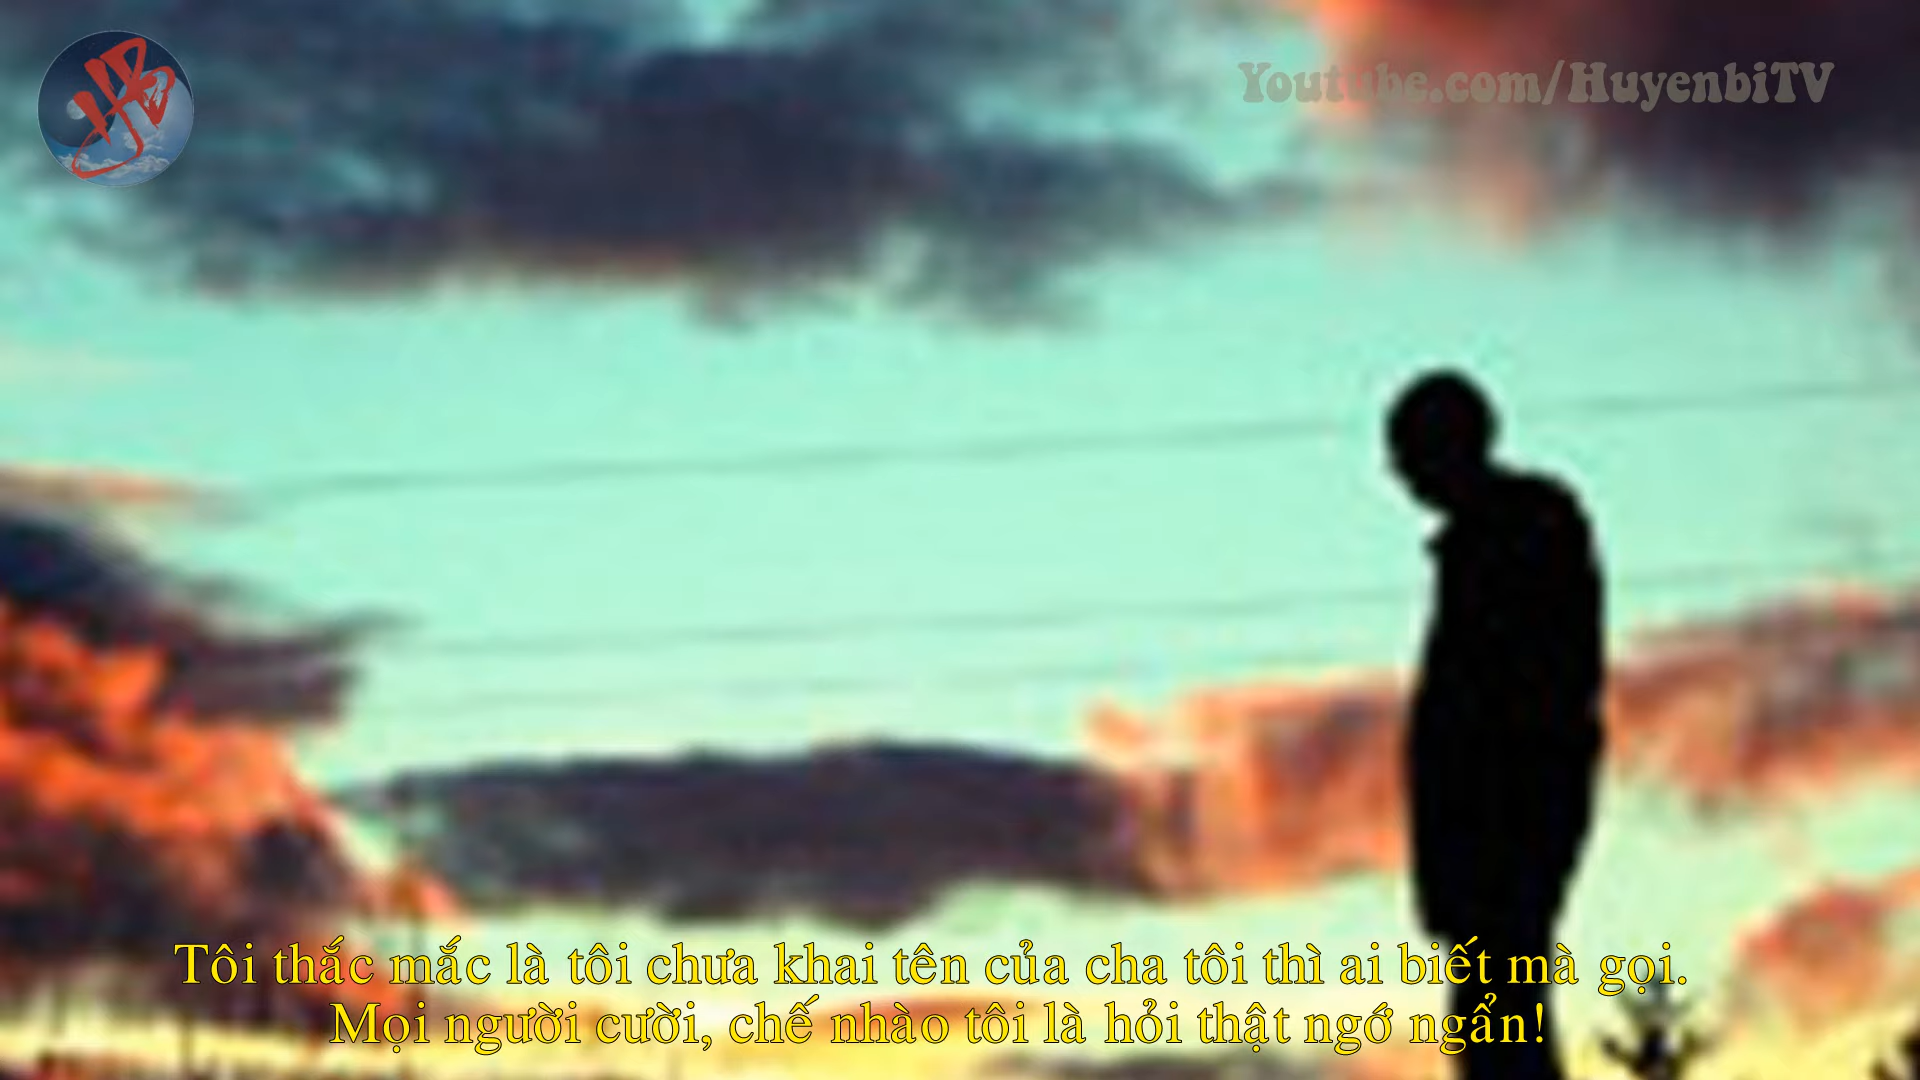 Youtube.com/HuyenbiTV
Tôi thắc mắc là tôi chưa khai tên của cha tôi thì ai biết mà gọi.
Mọi người cười, chế nhào tôi là hỏi thật ngớ ngẩn!